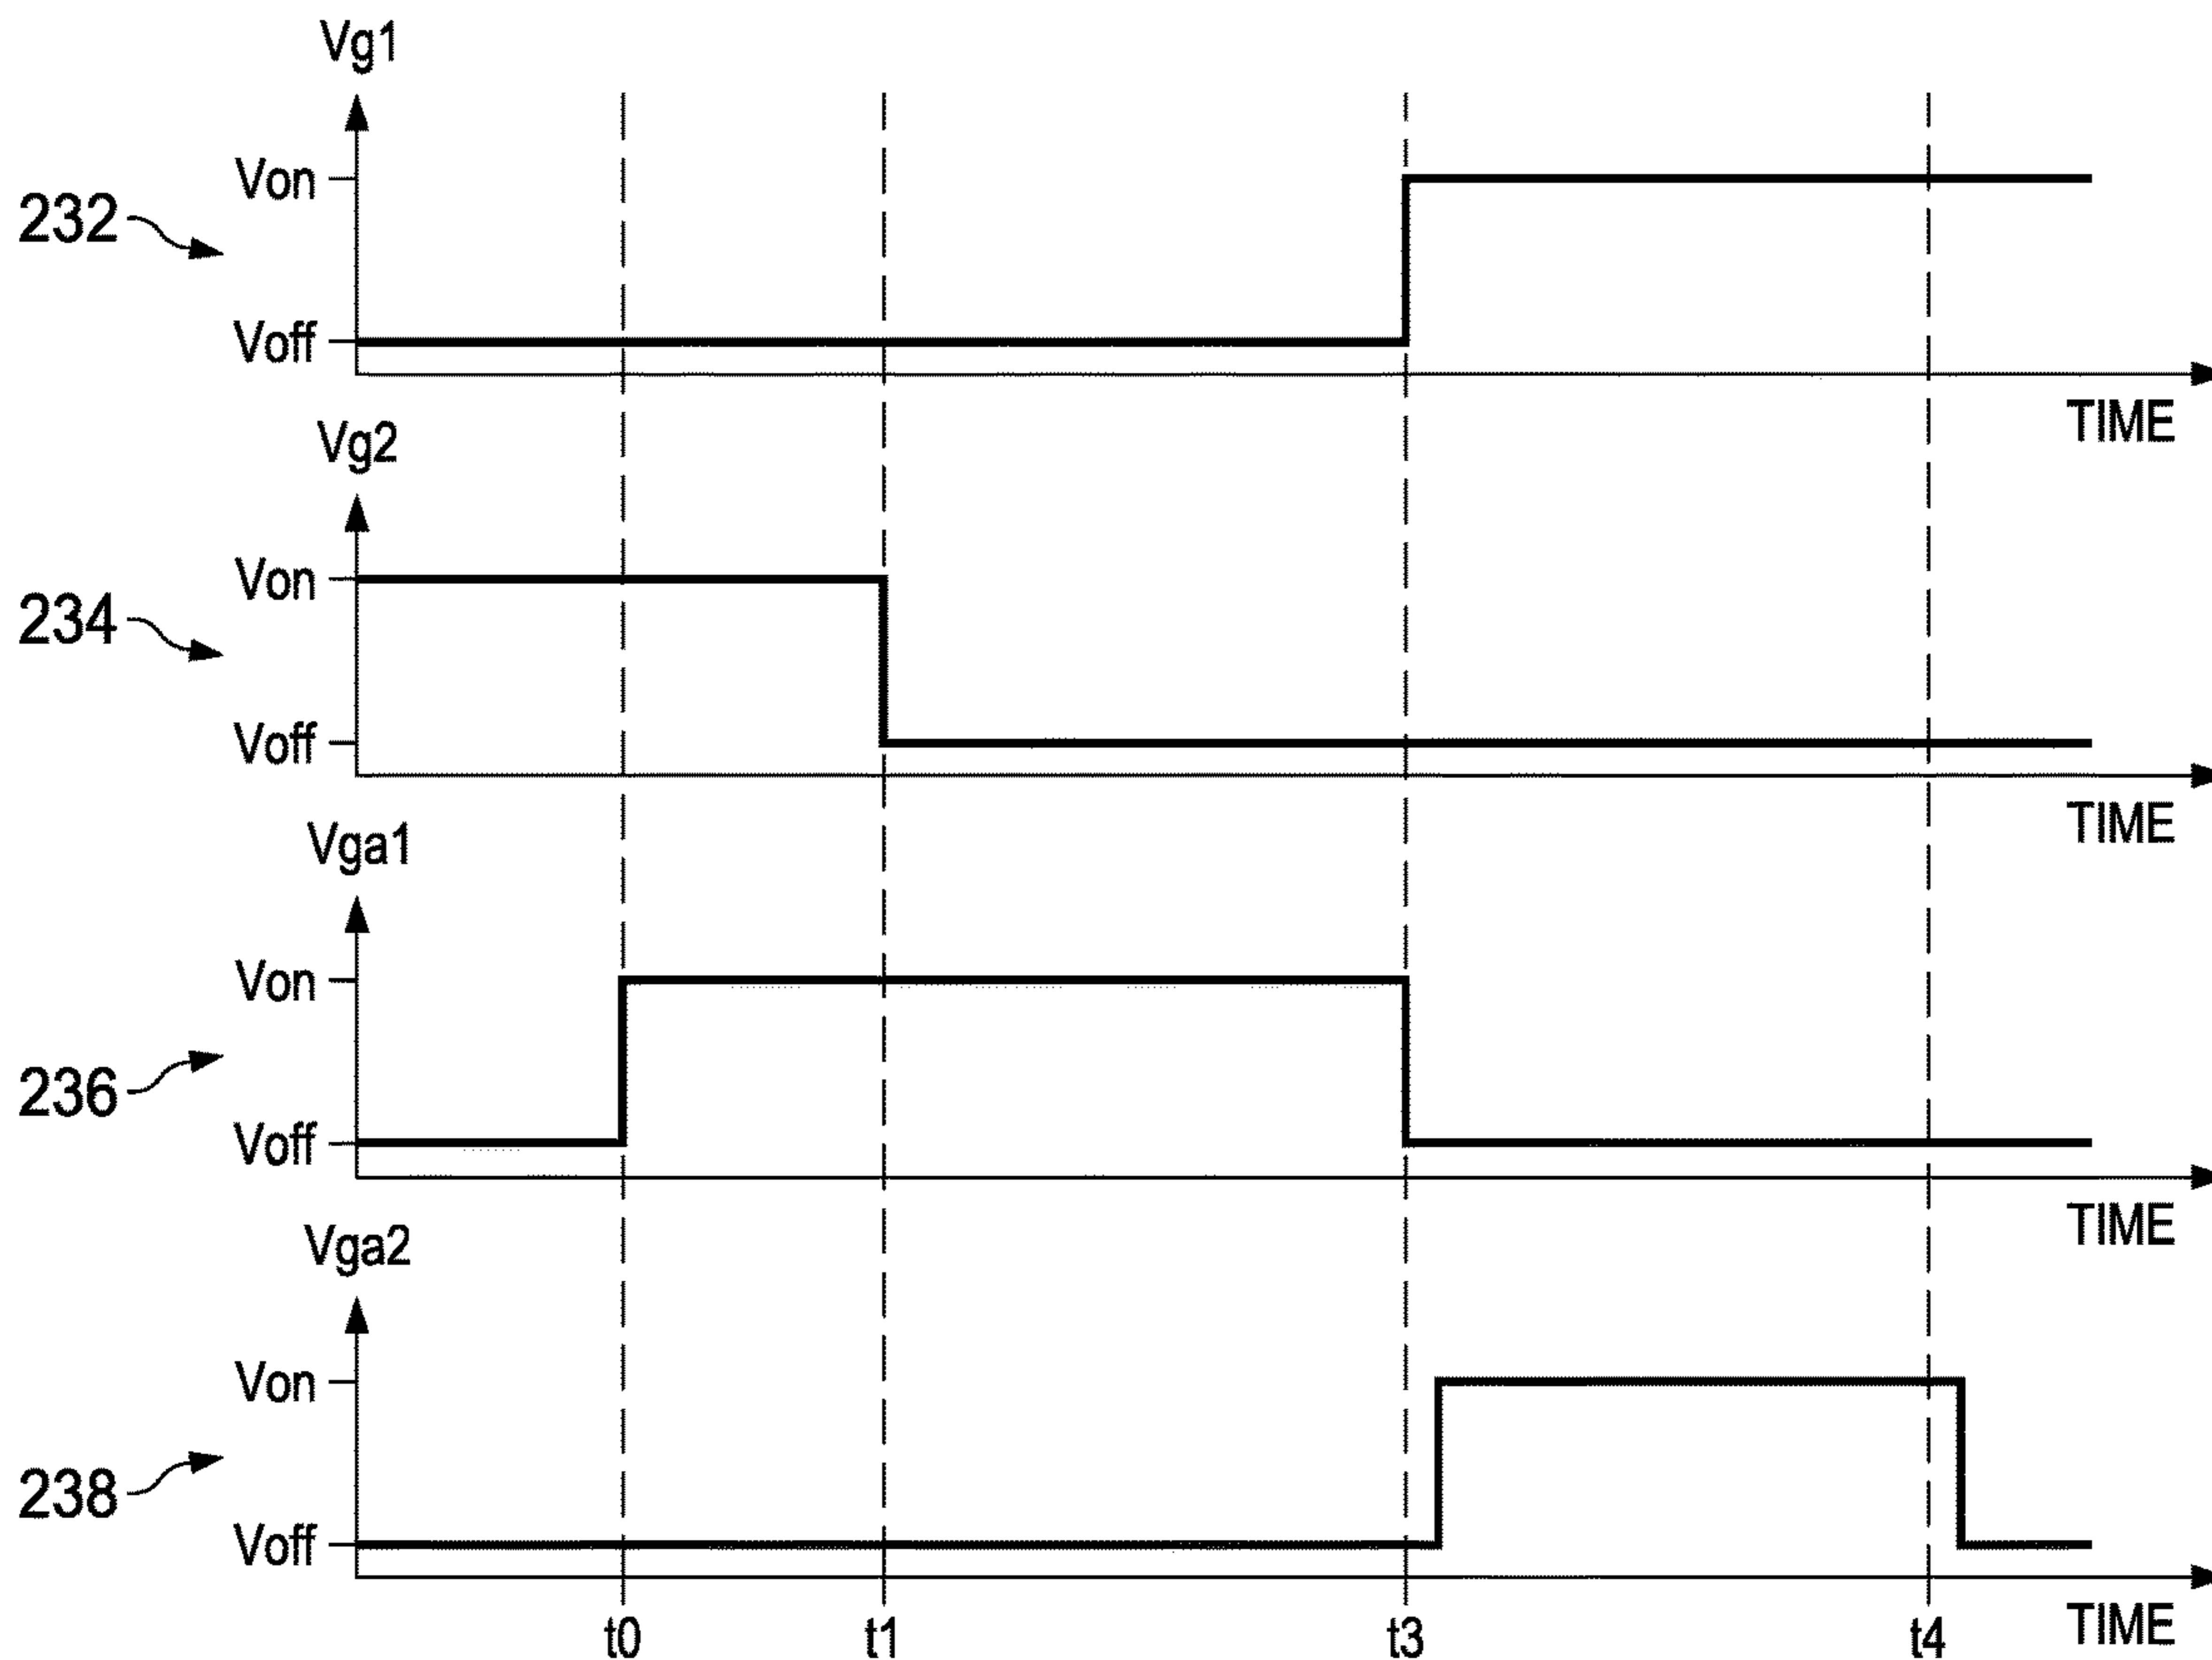 Vg1
Von
232
Voff
TIME
Vg2
Von
234
Voff
TIME
Vga1
Von
236
Voff
TIME
Vga2
Von
238
Voff
t0 t1 t3 t4 TIME